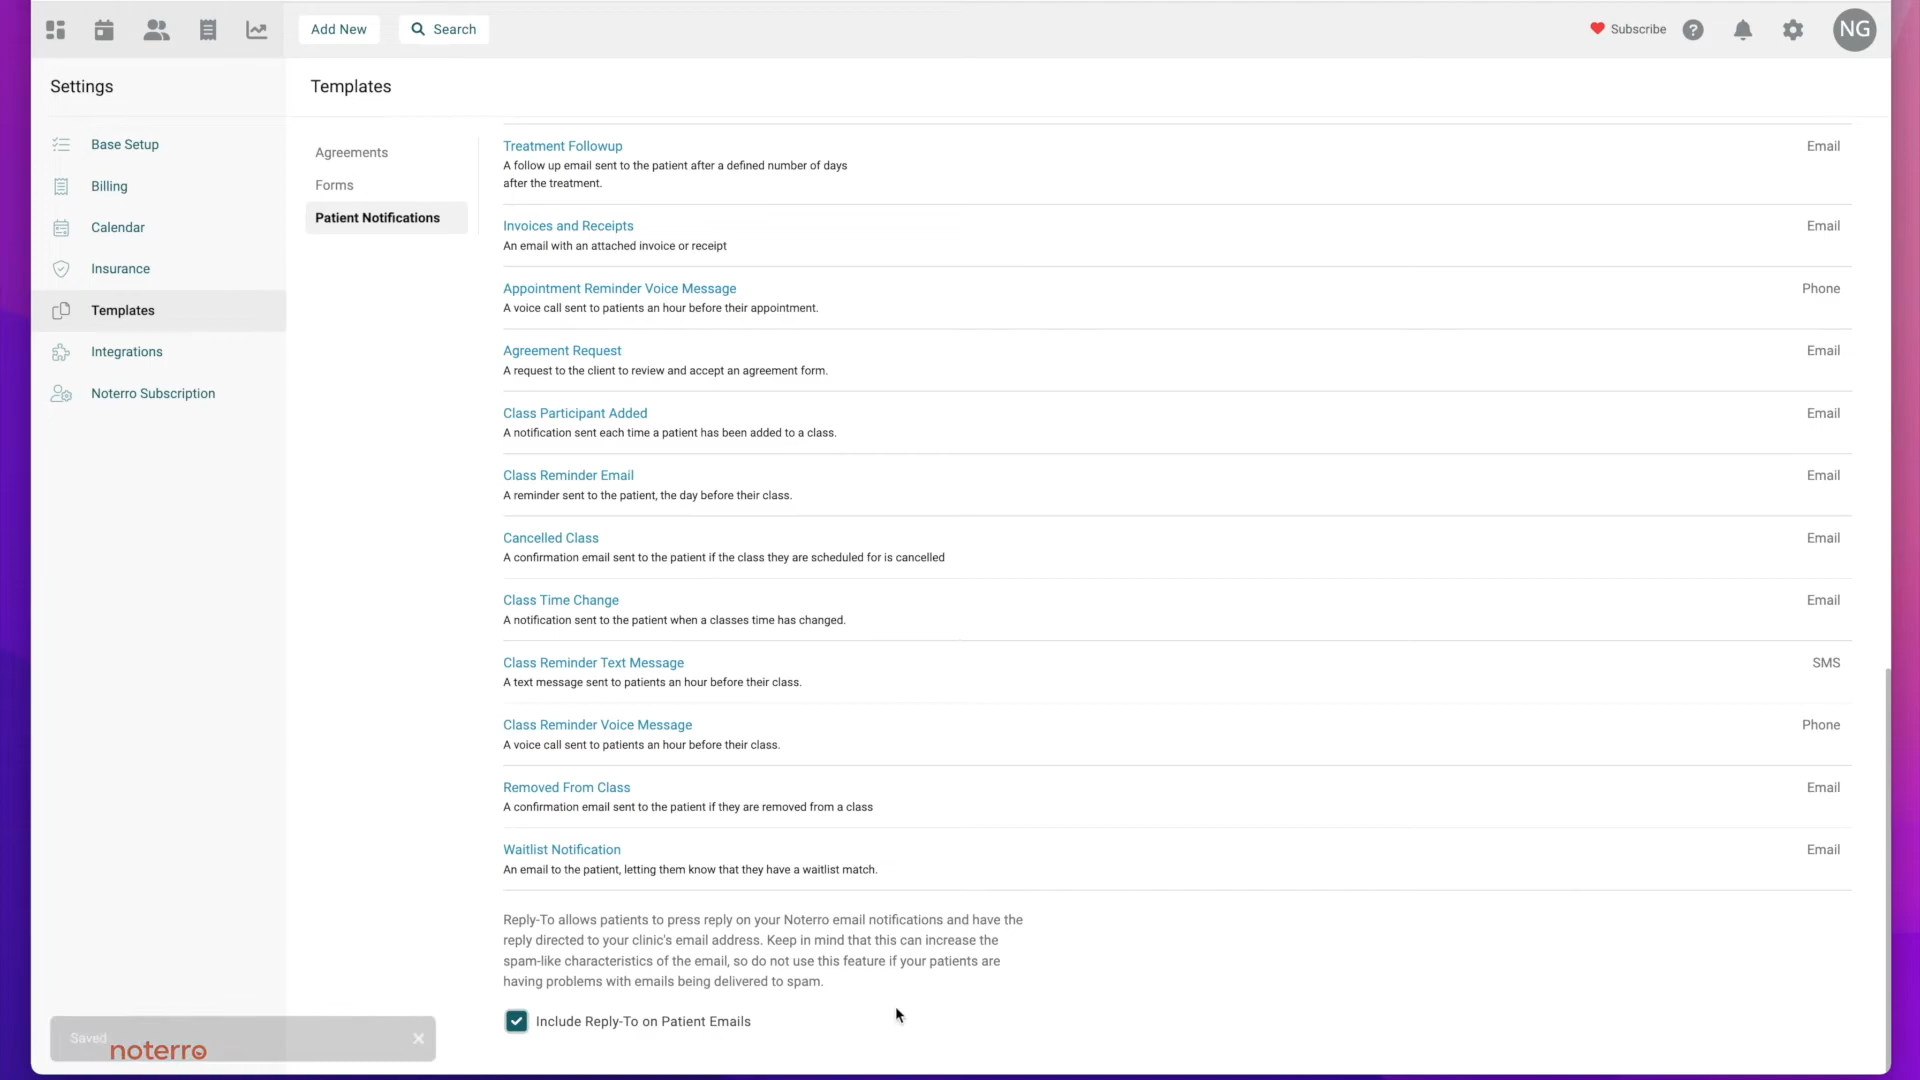 Add New
Search
Subscribe
?
NG
Settings
Templates
Base Setup
Billing
Calendar
Insurance
Templates
Integrations
Noterro Subscription
Agreements
Forms
Patient Notifications
Treatment Followup
Email
A follow up email sent to the patient after a defined number of days
after the treatment.
Invoices and Receipts
Email
An email with an attached invoice or receipt
Appointment Reminder Voice Message
Phone
A voice call sent to patients an hour before their appointment.
Agreement Request
Email
A request to the client to review and accept an agreement form.
Class Participant Added
Email
A notification sent each time a patient has been added to a class.
Class Reminder Email
Email
A reminder sent to the patient, the day before their class.
Cancelled Class
Email
A confirmation email sent to the patient if the class they are scheduled for is cancelled
Class Time Change
Email
A notification sent to the patient when a classes time has changed.
Class Reminder Text Message
SMS
A text message sent to patients an hour before their class.
Class Reminder Voice Message
Phone
A voice call sent to patients an hour before their class.
Removed From Class
Email
A confirmation email sent to the patient if they are removed from a class
Waitlist Notification
Email
An email to the patient, letting them know that they have a waitlist match.
Reply-To allows patients to press reply on your Noterro email notifications and have the
reply directed to your clinic's email address. Keep in mind that this can increase the
spam-like characteristics of the email, so do not use this feature if your patients are
having problems with emails being delivered to spam.
Include Reply-To on Patient Emails
Saved
noterro